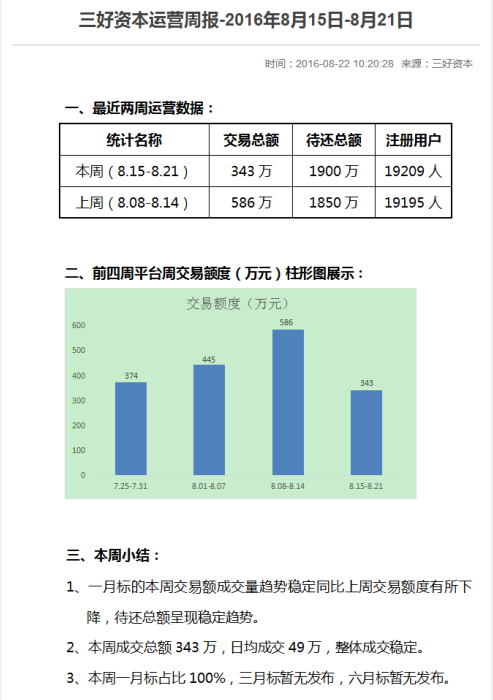 三好资本运营周报-2016年8月15日-8月21日
时间：2016-08-22 10:20:28 来源：三好资本
一、最近两周运营数据：
统计名称 交易总额 待还总额 注册用户
本周（8.15-8.21） 343 万 1900 万 19209 人
上周（8.08-8.14） 586 万 1850 万 19195 人
二、前四周平台周交易额度（万元）柱形图展示：
交易额度（万元）
600
500
400
300
200
100
0
374
445
586
343
7.25-7.31 8.01-8.07 8.08-8.14 8.15-8.21
三、本周小结：
1、一月标的本周交易额成交量趋势稳定同比上周交易额度有所下
降，待还总额呈现稳定趋势。
2、本周成交总额 343 万，日均成交 49 万，整体成交稳定。
3、本周一月标占比 100%，三月标暂无发布，六月标暂无发布。